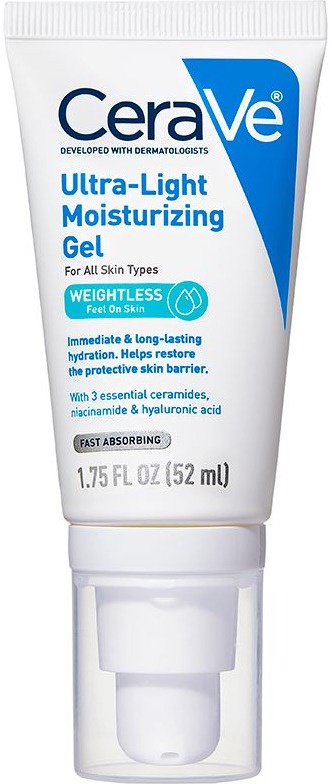 CeraVe®
DEVELOPED WITH DERMATOLOGISTS
Ultra-Light
Moisturizing
Gel
For All Skin Types
WEIGHTLESS
Feel On Skin
Immediate & long-lasting
hydration. Helps restore
the protective skin barrier.
With 3 essential ceramides,
niacinamide & hyaluronic acid
FAST ABSORBING
1.75 FL OZ (52 ml)